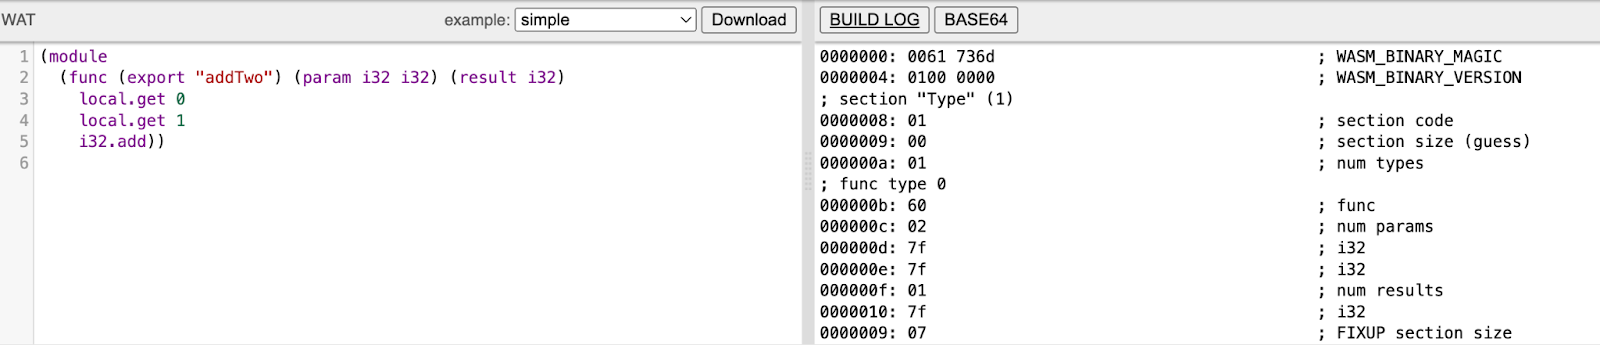 WAT example: simple Download BUILD LOG BASE64
1 (module
2 (func (export "addTwo") (param i32 i32) (result i32)
3 local.get 0
4 local.get 1
5 i32.add))
6
0000000: 0061 736d ; WASM_BINARY_MAGIC
0000004: 0100 0000 ; WASM_BINARY_VERSION
; section "Type" (1)
0000008: 01 ; section code
0000009: 00 ; section size (guess)
000000a: 01 ; num types
; func type 0
000000b: 60 ; func
000000c: 02 ; num params
000000d: 7f ; i32
000000e: 7f ; i32
000000f: 01 ; num results
0000010: 7f ; i32
0000009: 07 ; FIXUP section size